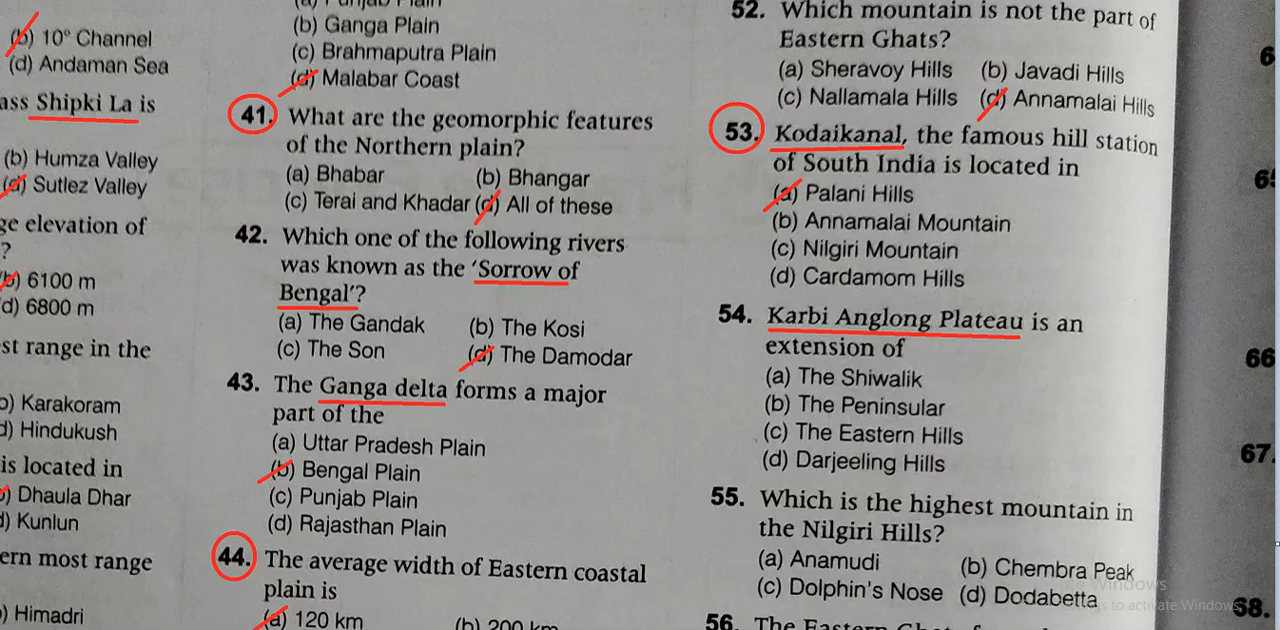 (b) 10° Channel
(d) Andaman Sea
ass Shipki La is
(b) Humza Valley
(d) Sutlez Valley
ge elevation of
?
(b) 6100 m
d) 6800 m
st range in the
b) Karakoram
d) Hindukush
is located in
) Dhaula Dhar
d) Kunlun
ern most range
) Himadri
(a) Punjab Plain
(b) Ganga Plain
(c) Brahmaputra Plain
(d) Malabar Coast
41. What are the geomorphic features
of the Northern plain?
(a) Bhabar (b) Bhangar
(c) Terai and Khadar (d) All of these
42. Which one of the following rivers
was known as the ‘Sorrow of
Bengal’?
(a) The Gandak (b) The Kosi
(c) The Son (d) The Damodar
43. The Ganga delta forms a major
part of the
(a) Uttar Pradesh Plain
(b) Bengal Plain
(c) Punjab Plain
(d) Rajasthan Plain
44. The average width of Eastern coastal
plain is
(a) 120 km (b) 200 km
52. Which mountain is not the part of
Eastern Ghats?
(a) Sheravoy Hills (b) Javadi Hills
(c) Nallamala Hills (d) Annamalai Hills
53. Kodaikanal, the famous hill station
of South India is located in
(a) Palani Hills
(b) Annamalai Mountain
(c) Nilgiri Mountain
(d) Cardamom Hills
54. Karbi Anglong Plateau is an
extension of
(a) The Shiwalik
(b) The Peninsular
(c) The Eastern Hills
(d) Darjeeling Hills
55. Which is the highest mountain in
the Nilgiri Hills?
(a) Anamudi (b) Chembra Peak
(c) Dolphin's Nose (d) Dodabetta
56. The Eastern
6
65
66
67.
68.
Windows
to activate Windows